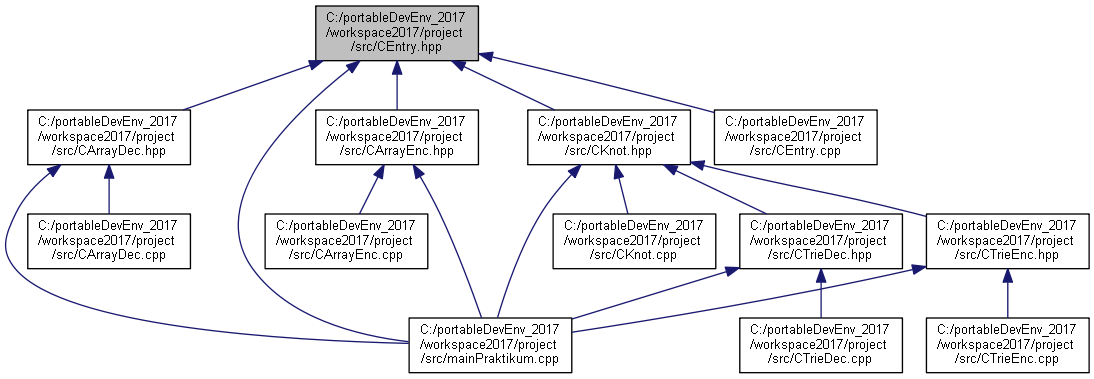 C:/portableDevEnv_2017
/workspace2017/project
/src/CEntry.hpp
C:/portableDevEnv_2017
/workspace2017/project
/src/CArrayDec.hpp
C:/portableDevEnv_2017
/workspace2017/project
/src/CArrayEnc.hpp
C:/portableDevEnv_2017
/workspace2017/project
/src/CKnot.hpp
C:/portableDevEnv_2017
/workspace2017/project
/src/CEntry.cpp
C:/portableDevEnv_2017
/workspace2017/project
/src/CArrayDec.cpp
C:/portableDevEnv_2017
/workspace2017/project
/src/CArrayEnc.cpp
C:/portableDevEnv_2017
/workspace2017/project
/src/CKnot.cpp
C:/portableDevEnv_2017
/workspace2017/project
/src/CTrieDec.hpp
C:/portableDevEnv_2017
/workspace2017/project
/src/CTrieEnc.hpp
C:/portableDevEnv_2017
/workspace2017/project
/src/mainPraktikum.cpp
C:/portableDevEnv_2017
/workspace2017/project
/src/CTrieDec.cpp
C:/portableDevEnv_2017
/workspace2017/project
/src/CTrieEnc.cpp